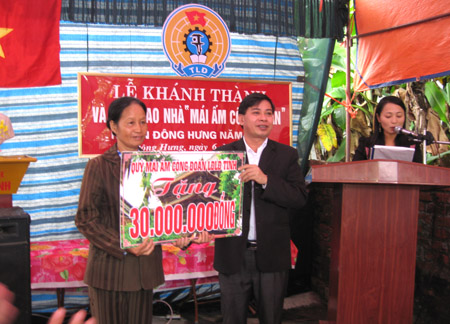 TLĐ
LỄ KHÁNH THÀNH
VÀ
AO NHÀ "MÁI ẤM CÔ
N"
N ĐÔNG HƯNG NĂM
Hưng, ngày 6
QUỸ MÁI ẤM CÔNG ĐOÀN LĐLĐ TỈNH
Tặng
30.000.000ĐỒNG